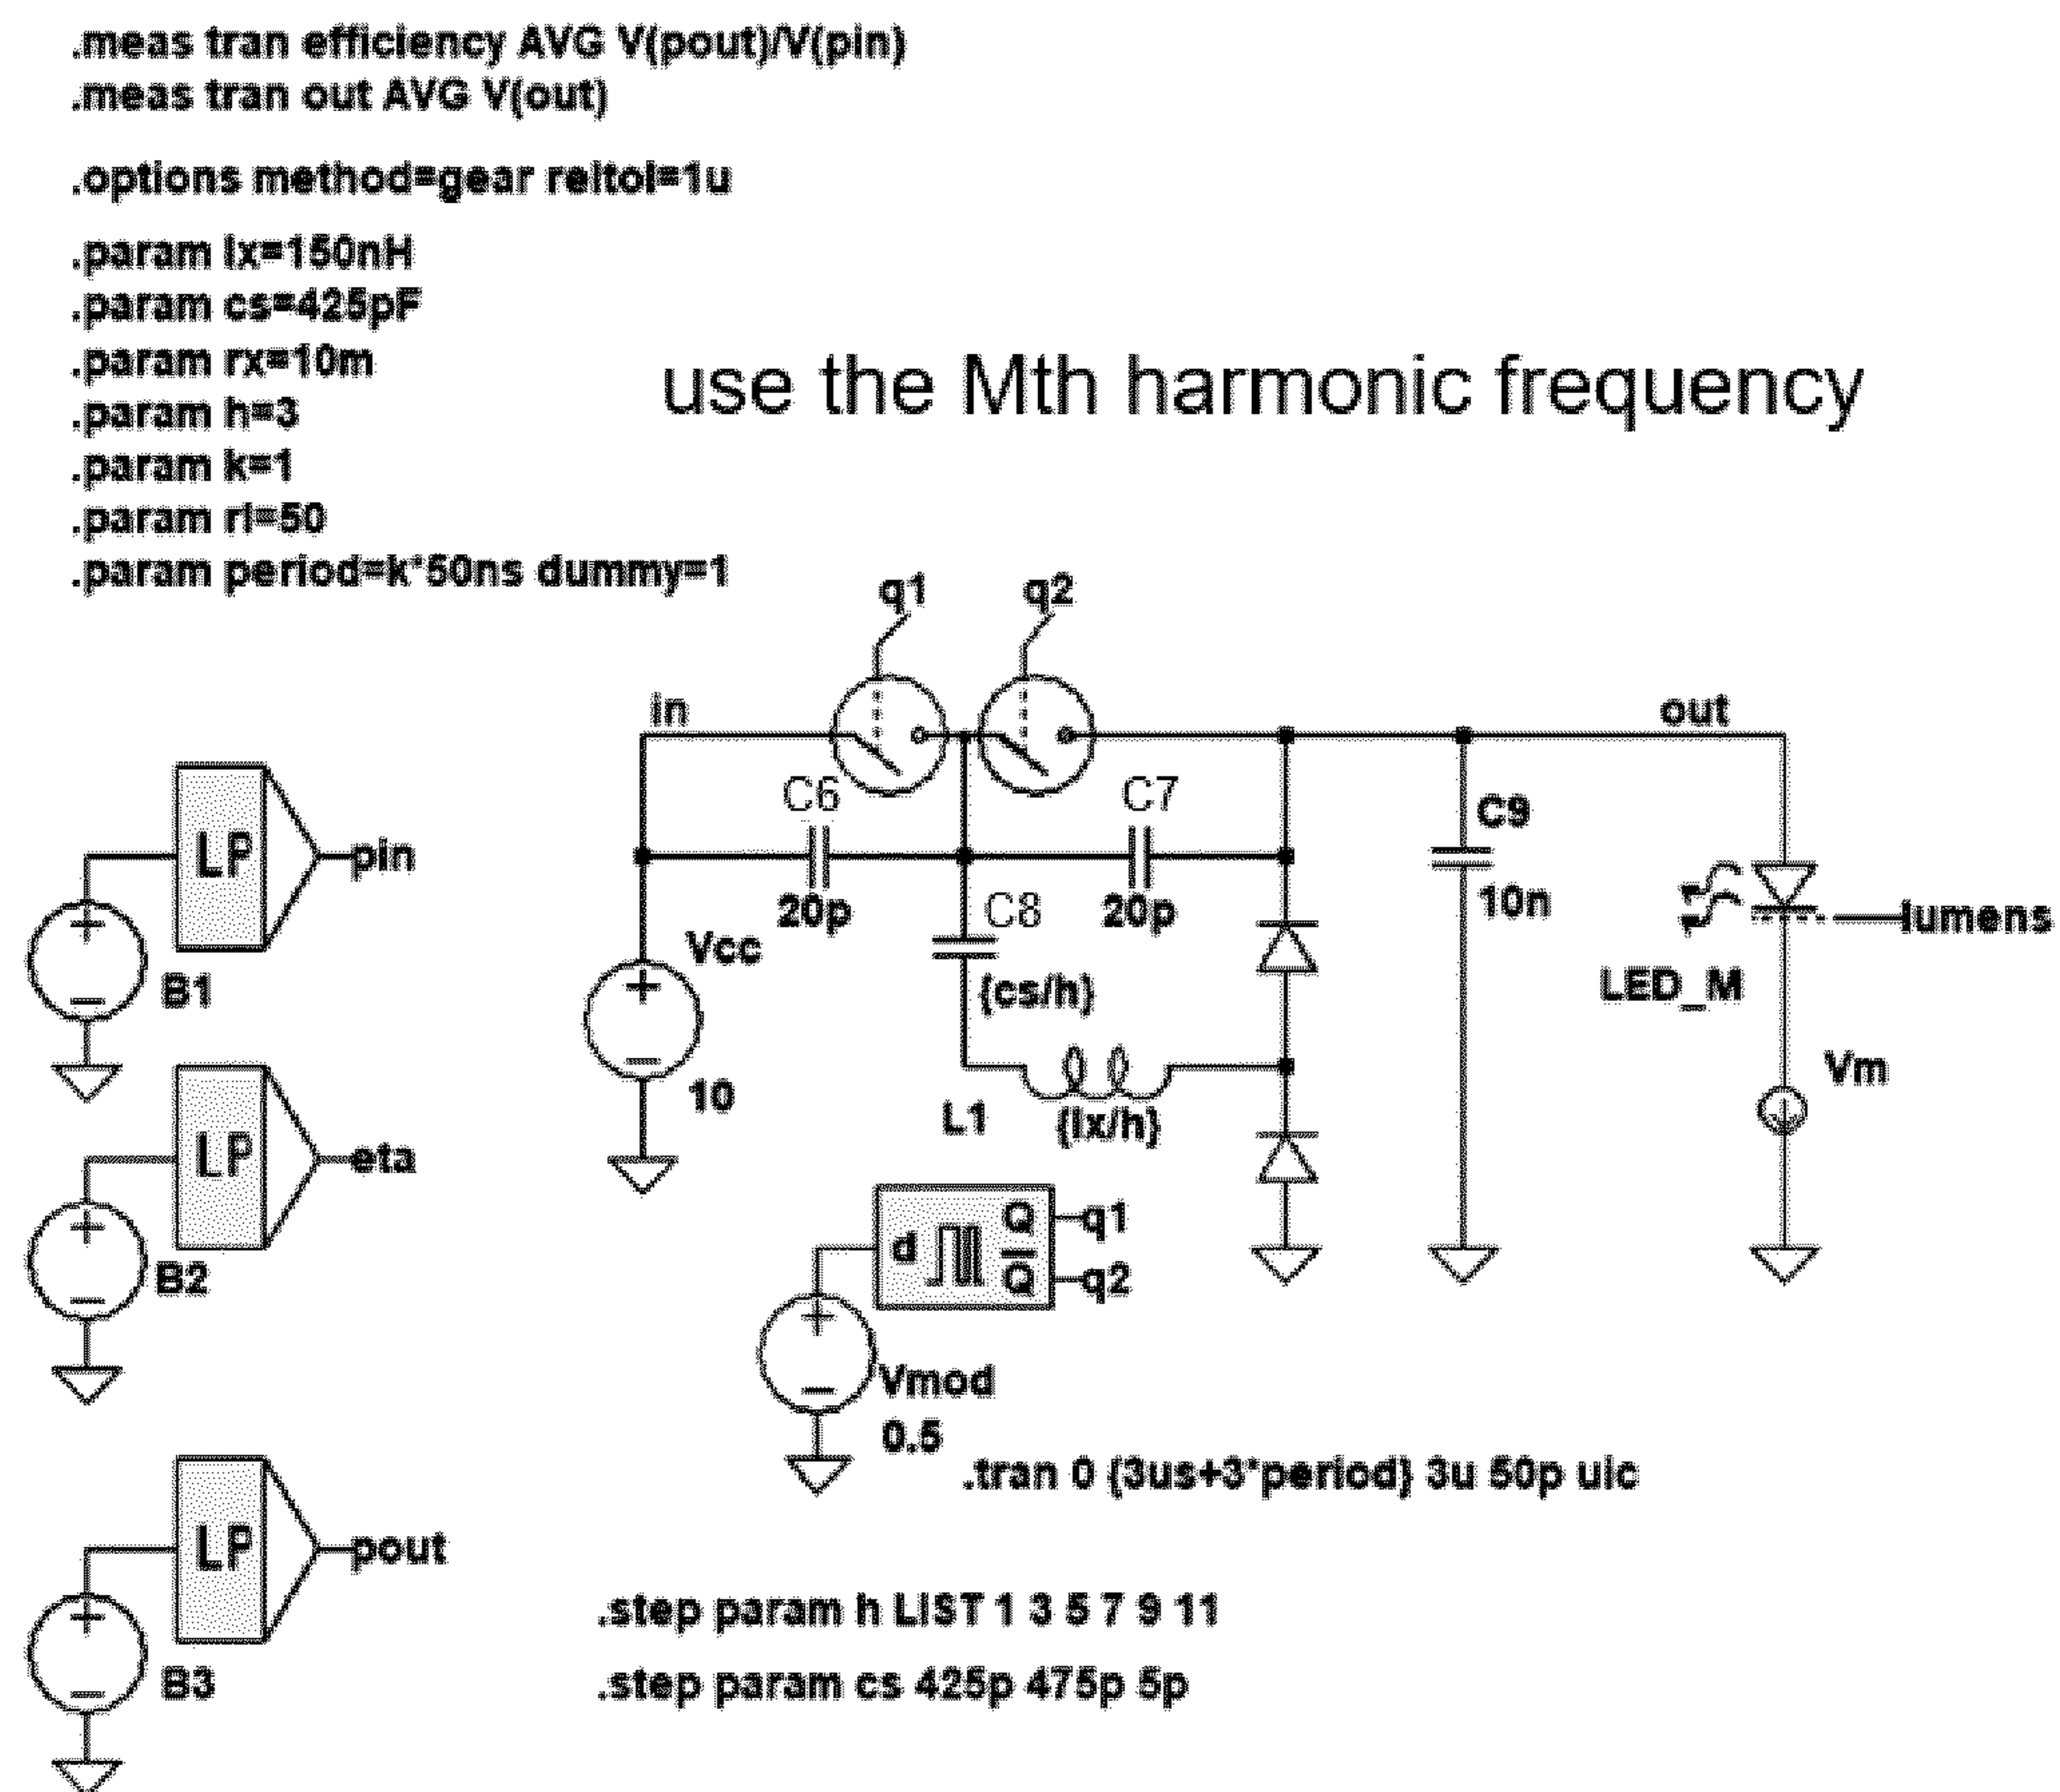 .meas tran efficiency AVG V(pout)/V(pin)
.meas tran out AVG V(out)
.options method=gear reltol=1u
.param lx=150nH
.param cs=425pF
.param rx=10m
.param h=3
.param k=1
.param rl=50
.param period=k*50ns dummy=1
use the Mth harmonic frequency
q1
q2
in
out
C6
20p
C7
20p
C8
{cs/h}
C9
10n
LED_M
lumens
Vm
Vcc
10
L1
{lx/h}
LP
pin
B1
LP
eta
B2
LP
pout
B3
d
Q
Q
q1
q2
Vmod
0.5
.tran 0 {3us+3*period} 3u 50p uic
.step param h LIST 1 3 5 7 9 11
.step param cs 425p 475p 5p